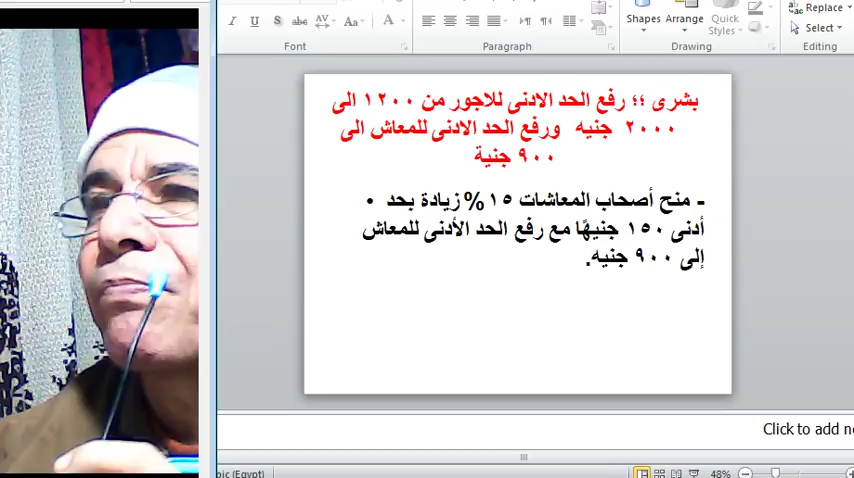 Replace
Select
Shapes
Arrange
Quick
Styles
Font
Paragraph
Drawing
Editing
بشرى ؛؛ رفع الحد الادنى للاجور من ١٢٠٠ الى
٢٠٠٠ جنيه ورفع الحد الادنى للمعاش الى
٩٠٠ جنية
- منح أصحاب المعاشات ١٥ % زيادة بحد •
أدنى ١٥٠ جنيهًا مع رفع الحد الأدنى للمعاش
إلى ٩٠٠ جنيه.
Click to add
(Egypt)
48%